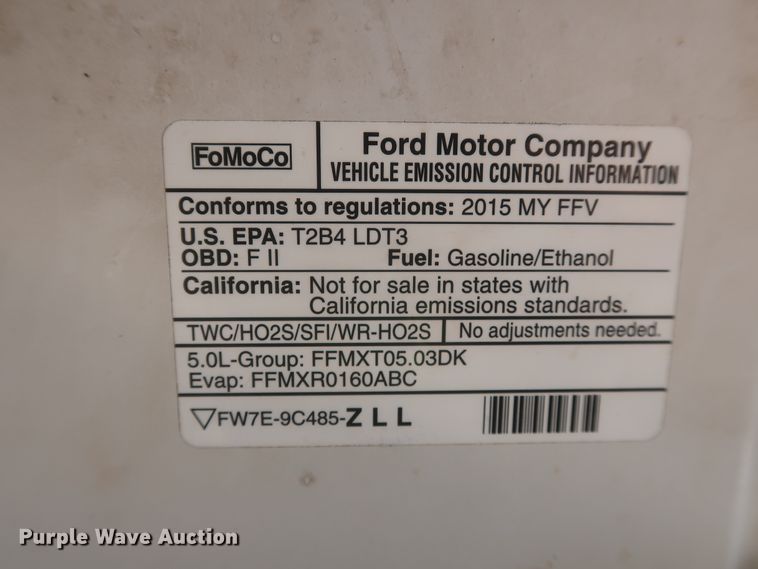 FoMoCo
Ford Motor Company
VEHICLE EMISSION CONTROL INFORMATION
Conforms to regulations: 2015 MY FFV
U.S. EPA: T2B4 LDT3
OBD: F II Fuel: Gasoline/Ethanol
California: Not for sale in states with
California emissions standards.
TWC/HO2S/SFI/WR-HO2S No adjustments needed.
5.0L-Group: FFMXT05.03DK
Evap: FFMXR0160ABC
FW7E-9C485-ZLL
Purple Wave Auction